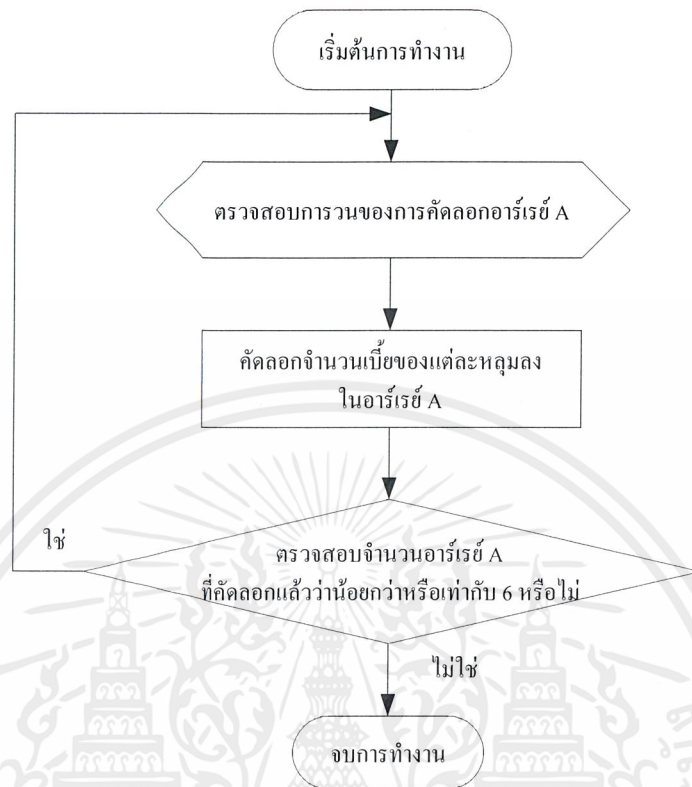 เริ่มต้นการทำงาน
ตรวจสอบการวนของการคัดลอกอาร์เรย์ A
คัดลอกจำนวนเบี้ยของแต่ละหลุมลง
ในอาร์เรย์ A
ใช่
ตรวจสอบจำนวนอาร์เรย์ A
ที่คัดลอกแล้วว่าน้อยกว่าหรือเท่ากับ 6 หรือไม่
ไม่ใช่
จบการทำงาน